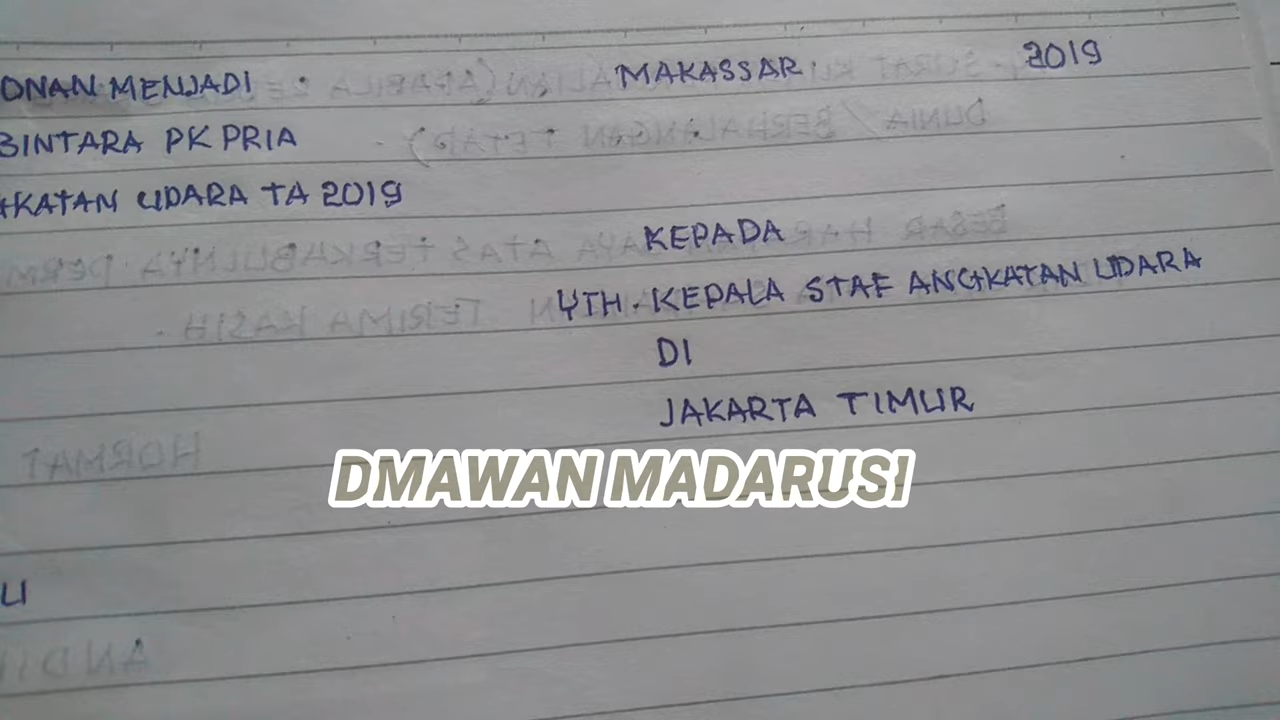 ONAN MENJADI MAKASSAR 2019
BINTARA PK PRIA
KATAN UDARA TA 2019
KEPADA
YTH. KEPALA STAF ANGKATAN UDARA
DI
JAKARTA TIMUR
DMAWAN MADARUSI
U